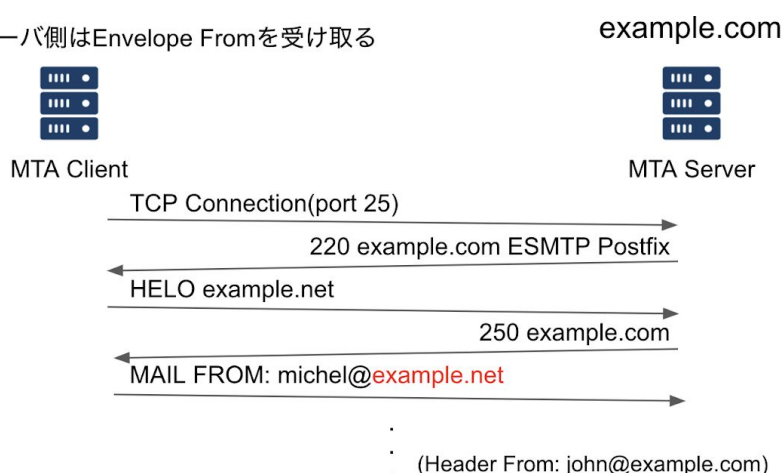 ーバ側はEnvelope Fromを受け取る
example.com
MTA Client
MTA Server
TCP Connection(port 25)
220 example.com ESMTP Postfix
HELO example.net
250 example.com
MAIL FROM: michel@example.net
.
.
(Header From: john@example.com)